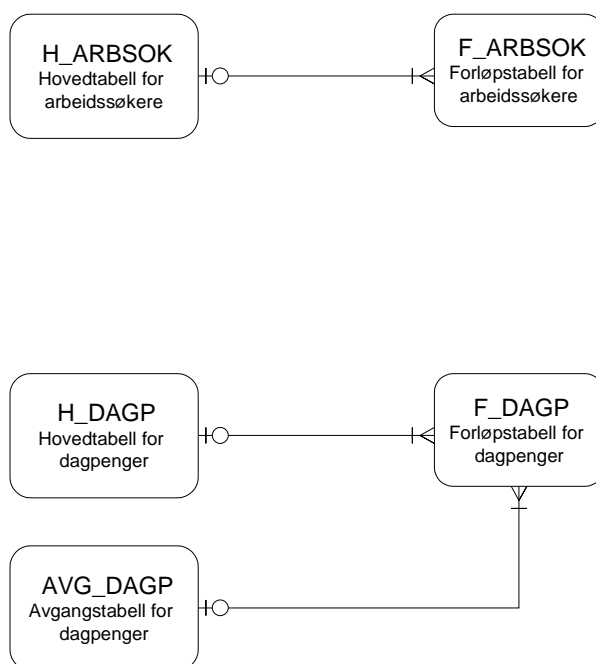 H_ARBSOK
Hovedtabell for
arbeidssøkere
F_ARBSOK
Forløpstabell for
arbeidssøkere
H_DAGP
Hovedtabell for
dagpenger
F_DAGP
Forløpstabell for
dagpenger
AVG_DAGP
Avgangstabell for
dagpenger